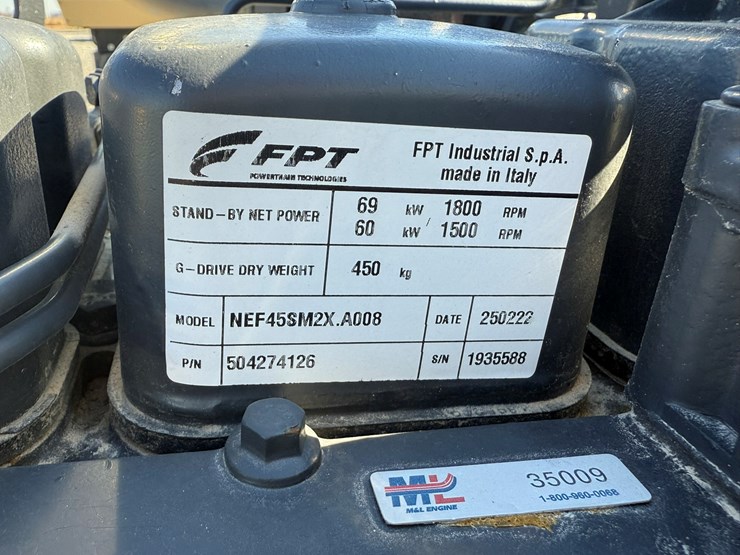 FPT
POWERTRAIN TECHNOLOGIES
FPT Industrial S.p.A.
made in Italy
STAND-BY NET POWER 69 kW / 1800 RPM
60 kW 1500 RPM
G-DRIVE DRY WEIGHT 450 kg
MODEL NEF45SM2X.A008 DATE 250222
P/N 504274126 S/N 1935588
ML 35009
M&L ENGINE 1-800-960-0068